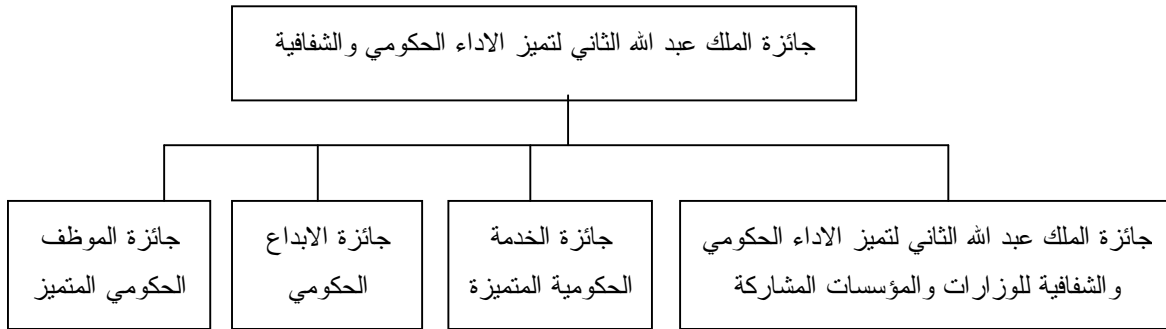 جائزة الملك عبد الله الثاني لتميز الاداء الحكومي والشفافية
جائزة الملك عبد الله الثاني لتميز الاداء الحكومي
والشفافية للوزارات والمؤسسات المشاركة
جائزة الخدمة
الحكومية المتميزة
جائزة الابداع
الحكومي
جائزة الموظف
الحكومي المتميز